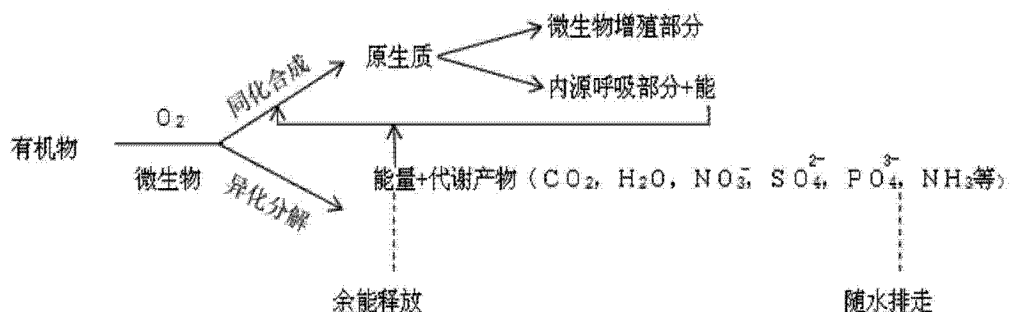 微生物增殖部分
原生质
内源呼吸部分+能
同化合成
O₂
有机物
微生物
异化分解
能量+代谢产物（CO₂, H₂O, NO₃⁻, SO₄²⁻, PO₄³⁻, NH₃等）
余能释放
随水排走